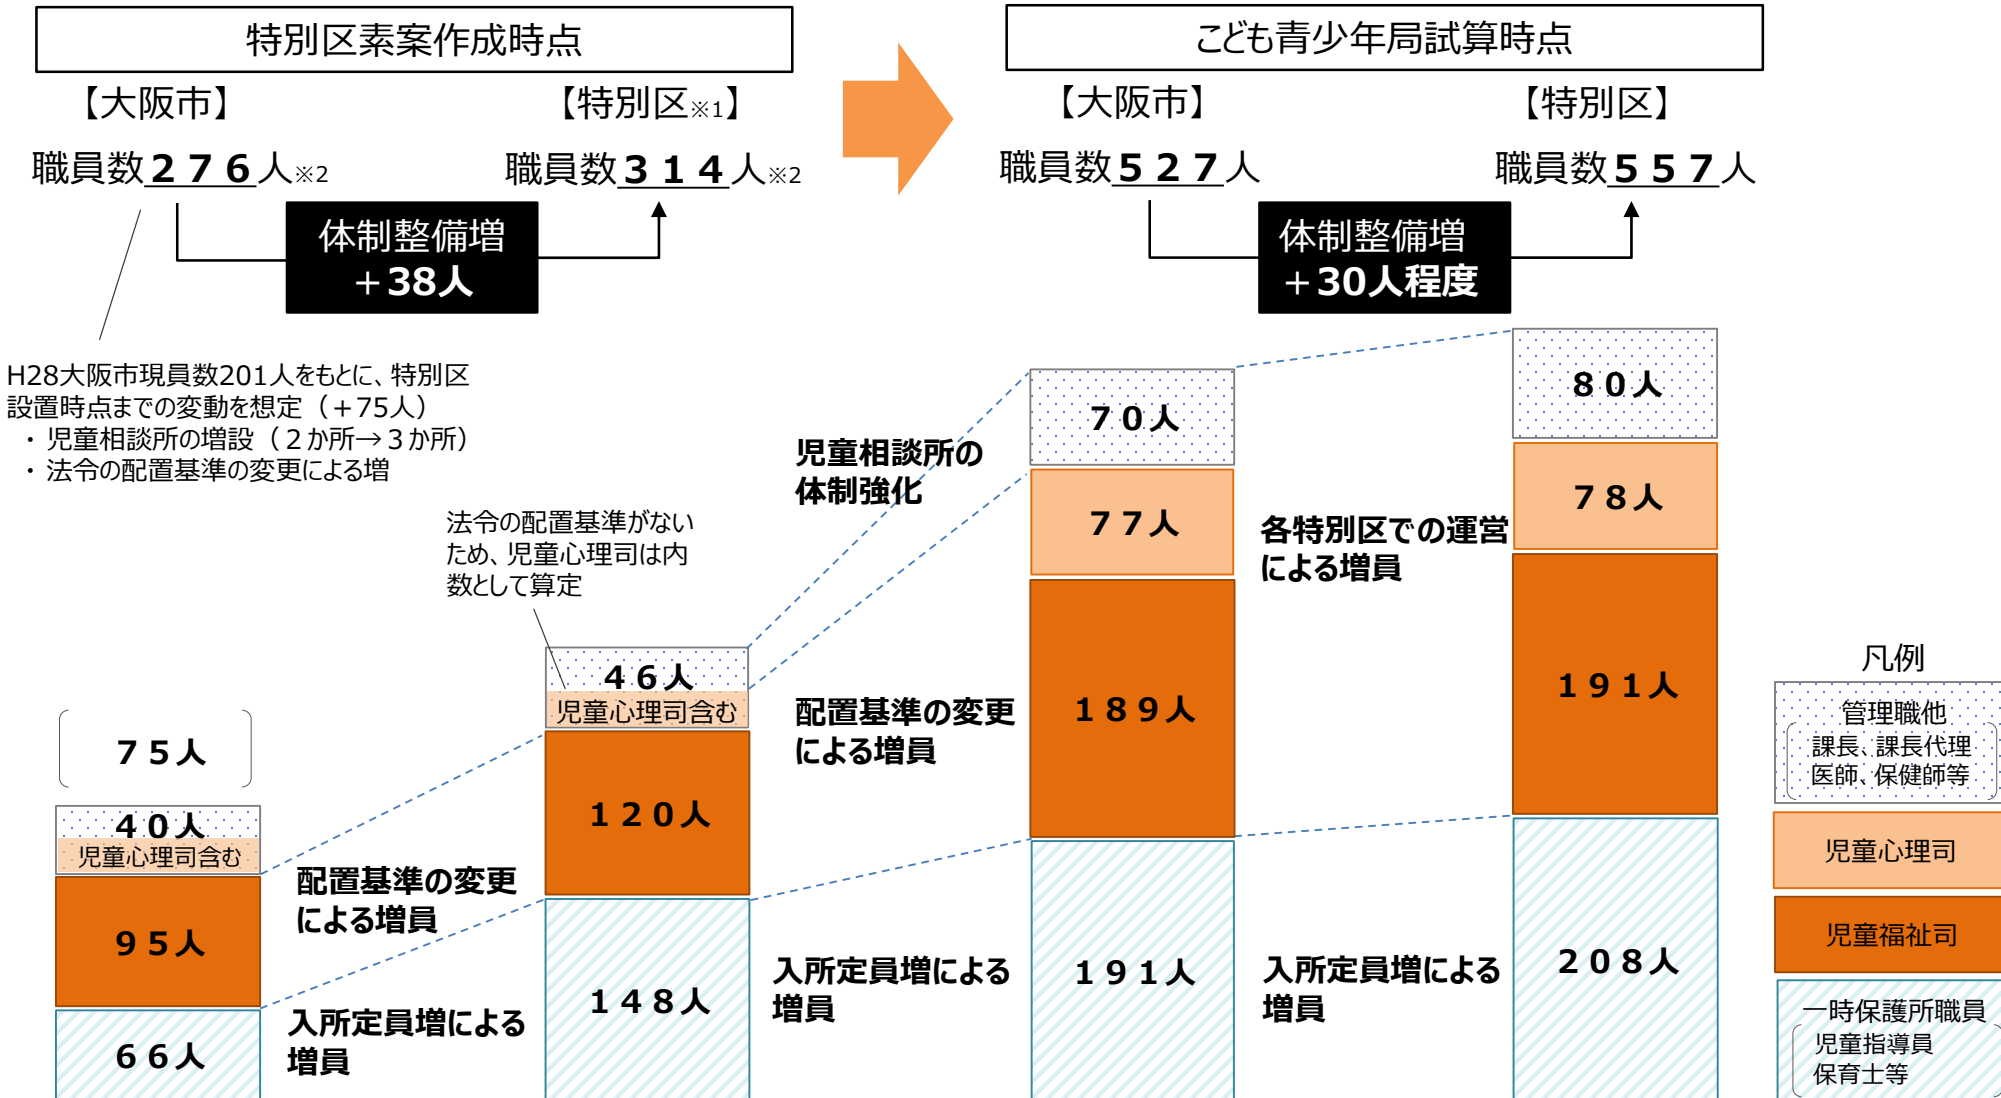 特別区素案作成時点
【大阪市】
【特別区※1】
職員数２７６人※2
職員数３１４人※2
体制整備増
＋38人
こども青少年局試算時点
【大阪市】
【特別区】
職員数５２７人
職員数５５７人
体制整備増
＋30人程度
H28大阪市現員数201人をもとに、特別区
設置時点までの変動を想定（＋75人）
・児童相談所の増設（２か所→３か所）
・法令の配置基準の変更による増
法令の配置基準がない
ため、児童心理司は内
数として算定
７５人
４０人
児童心理司含む
９５人
６６人
配置基準の変更
による増員
入所定員増による
増員
４６人
児童心理司含む
１２０人
１４８人
児童相談所の
体制強化
配置基準の変更
による増員
入所定員増による
増員
７０人
７７人
１８９人
１９１人
各特別区での運営
による増員
入所定員増による
増員
８０人
７８人
１９１人
２０８人
凡例
管理職他
課長、課長代理
医師、保健師等
児童心理司
児童福祉司
一時保護所職員
児童指導員
保育士等